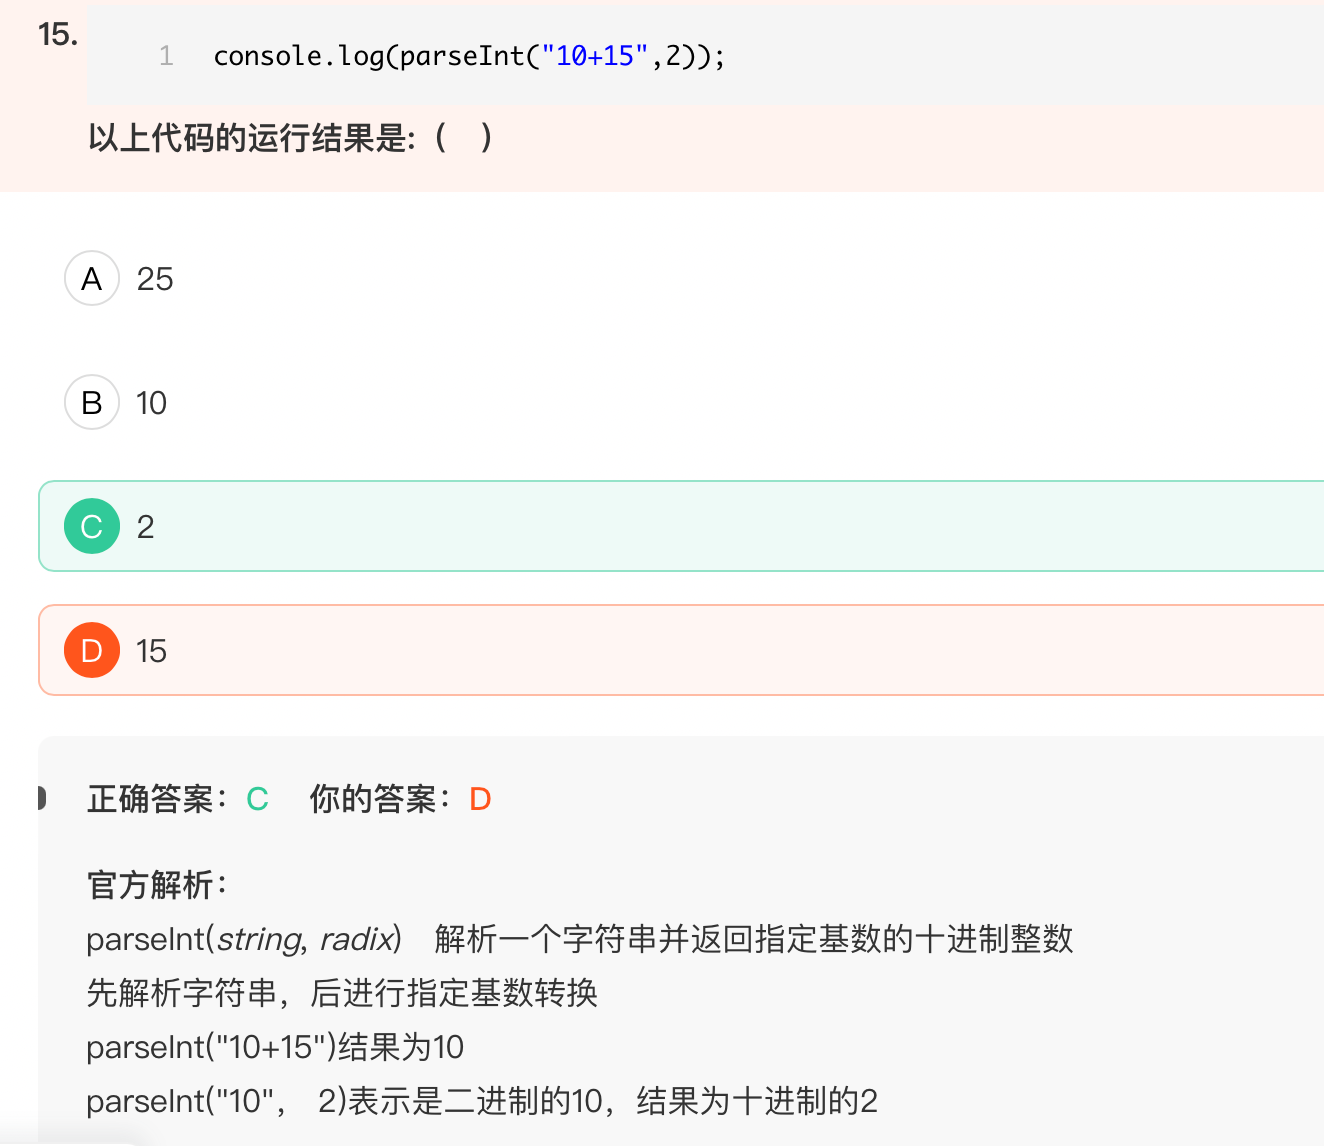 15.
1 console.log(parseInt("10+15",2));
以上代码的运行结果是:（ ）
A 25
B 10
C 2
D 15
正确答案：C 你的答案：D
官方解析：
parseInt(string, radix) 解析一个字符串并返回指定基数的十进制整数
先解析字符串，后进行指定基数转换
parseInt("10+15")结果为10
parseInt("10", 2)表示是二进制的10，结果为十进制的2